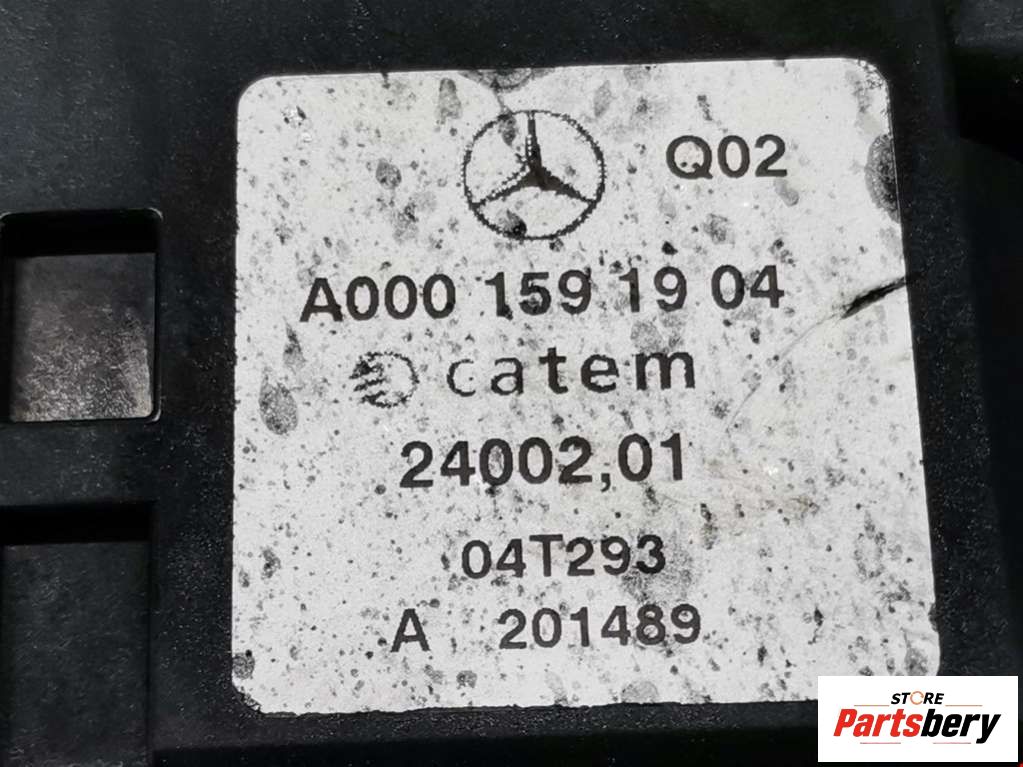 Q02
A000 159 19 04
catem
24002,01
04T293
A 201489
STORE
Partsbery